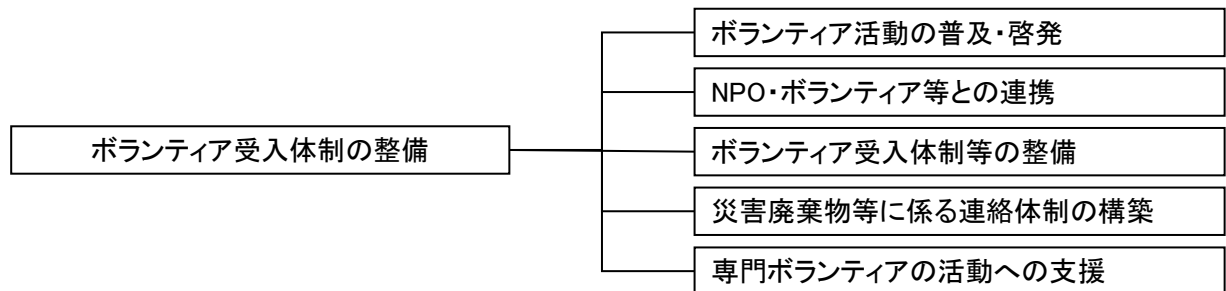 ボランティア活動の普及・啓発
NPO・ボランティア等との連携
ボランティア受入体制の整備
ボランティア受入体制等の整備
災害廃棄物等に係る連絡体制の構築
専門ボランティアの活動への支援